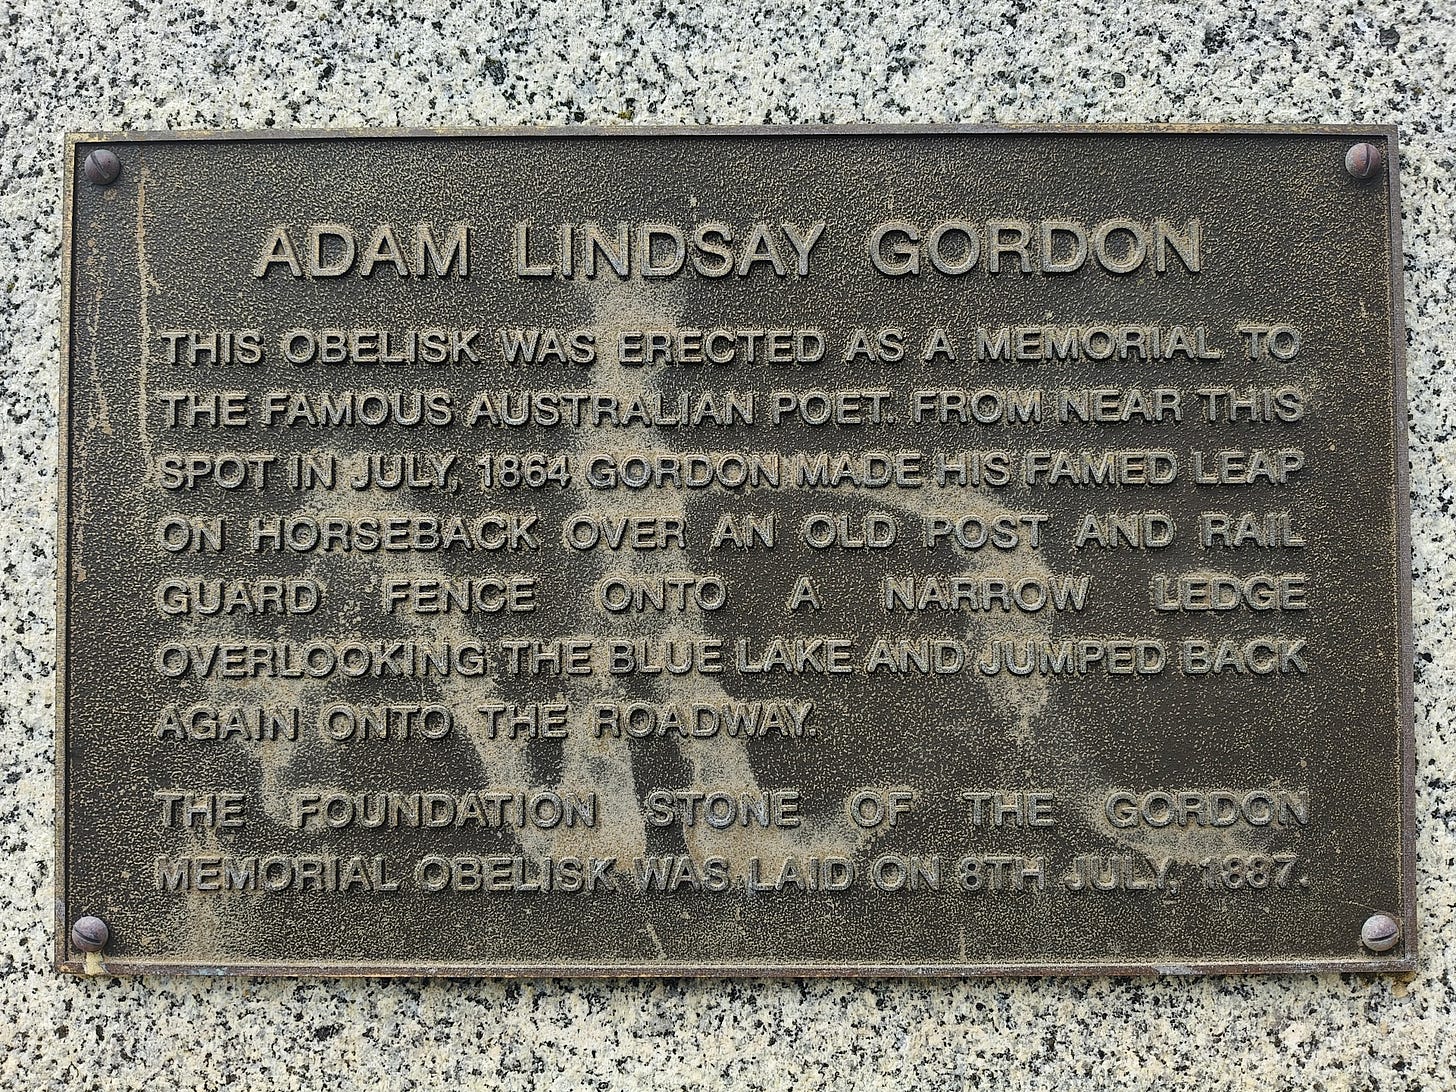 ADAM LINDSAY GORDON
THIS OBELISK WAS ERECTED AS A MEMORIAL TO
THE FAMOUS AUSTRALIAN POET. FROM NEAR THIS
SPOT IN JULY, 1864 GORDON MADE HIS FAMED LEAP
ON HORSEBACK OVER AN OLD POST AND RAIL
GUARD FENCE ONTO A NARROW LEDGE
OVERLOOKING THE BLUE LAKE AND JUMPED BACK
AGAIN ONTO THE ROADWAY.
THE FOUNDATION STONE OF THE GORDON
MEMORIAL OBELISK WAS LAID ON 8TH JULY, 1887.